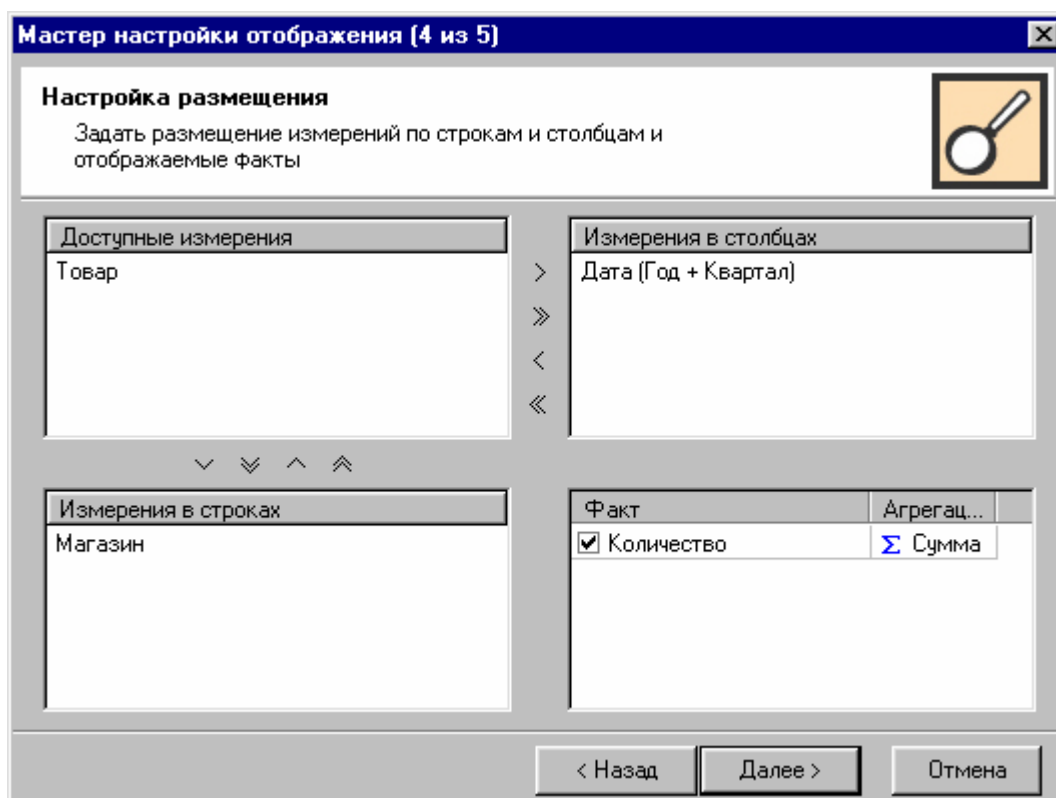 Мастер настройки отображения (4 из 5)
Настройка размещения
Задать размещение измерений по строкам и столбцам и
отображаемые факты
Доступные измерения
Товар
Измерения в столбцах
Дата (Год + Квартал)
Измерения в строках
Магазин
Факт Агрегац...
Количество Σ Сумма
< Назад Далее > Отмена